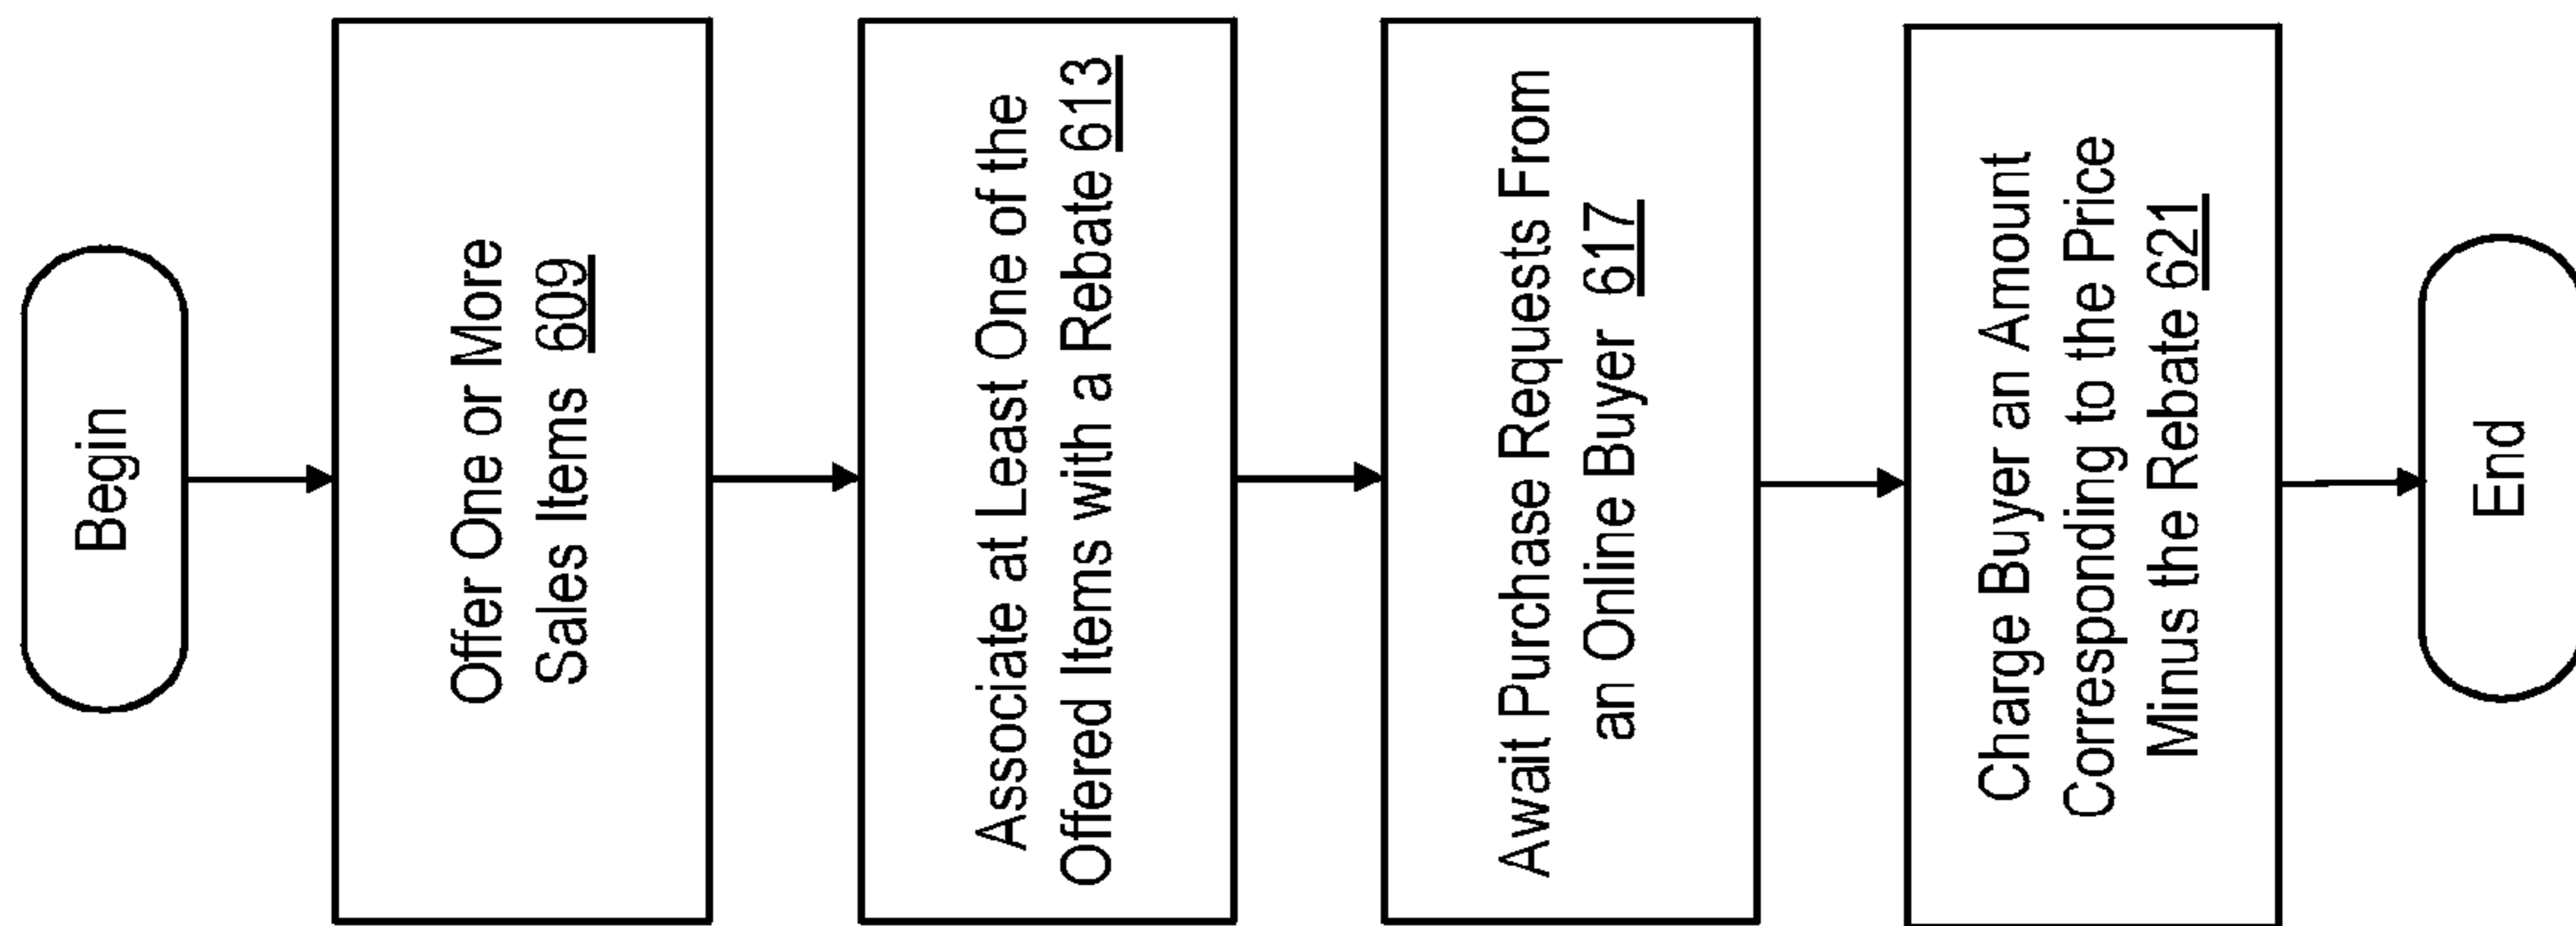 Begin
Offer One or More
Sales Items 609
Associate at Least One of the
Offered Items with a Rebate 613
Await Purchase Requests From
an Online Buyer 617
Charge Buyer an Amount
Corresponding to the Price
Minus the Rebate 621
End